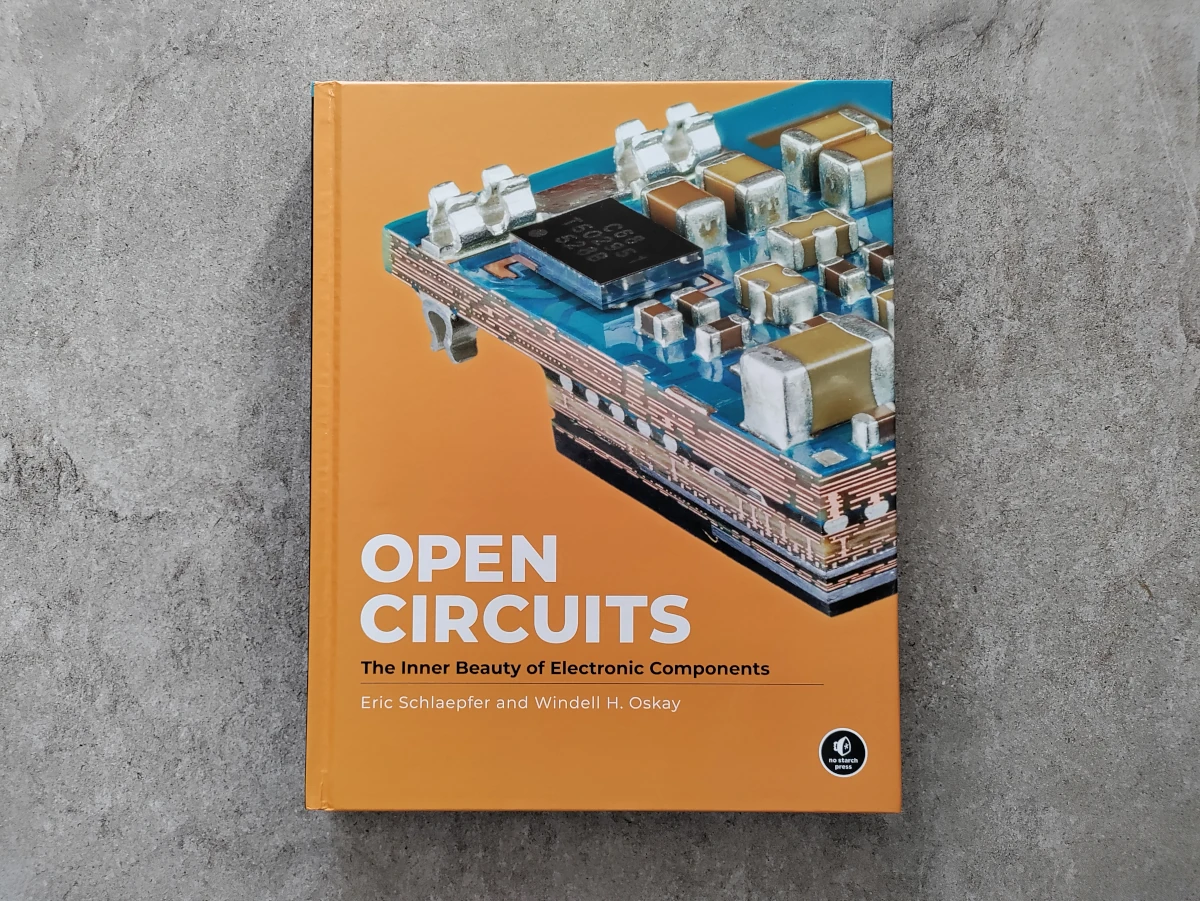 OPEN
CIRCUITS
The Inner Beauty of Electronic Components
Eric Schlaepfer and Windell H. Oskay
no starch
press